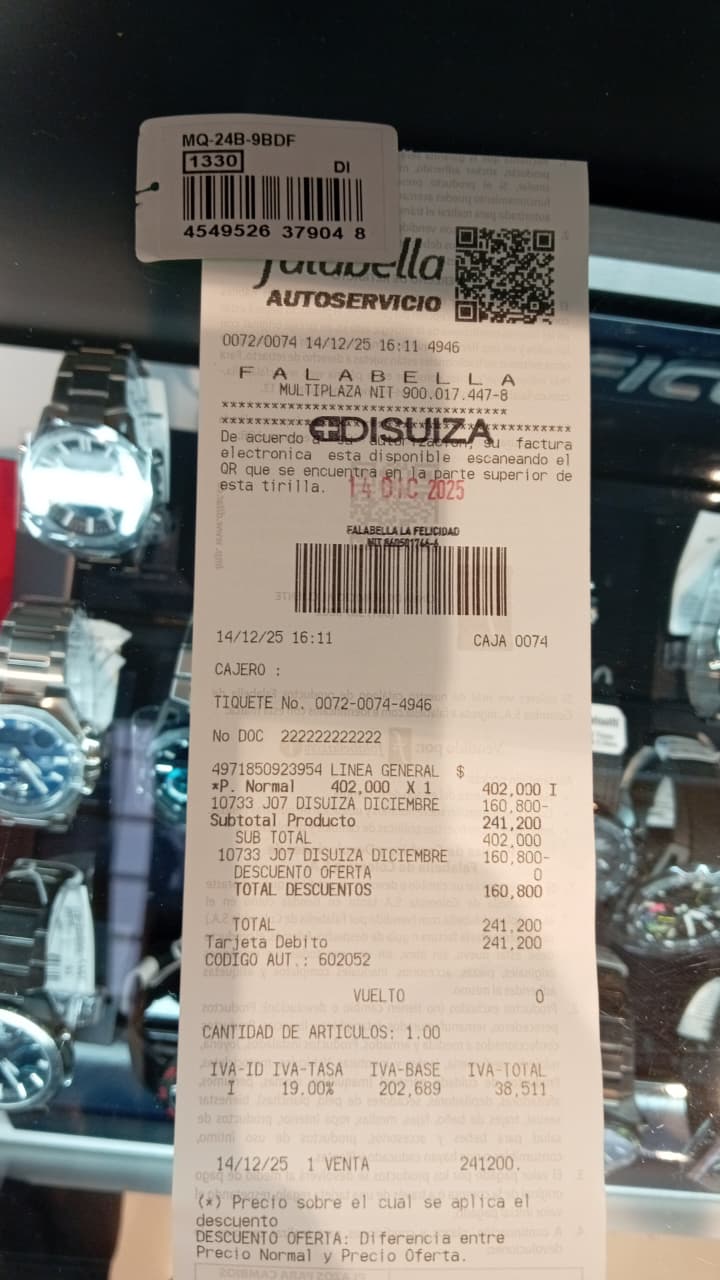 MQ-24B-9BDF
1330
DI
4549526 37904 8
falabella
AUTOSERVICIO
0072/0074 14/12/25 16:11 4946
F A L A B E L L A
MULTIPLAZA NIT 900.017.447-8
***********************************
***********************************
DISUIZA
De acuerdo a su autorización, su factura
electronica esta disponible escaneando el
QR que se encuentra en la parte superior de
esta tirilla.
14 DIC 2025
FALABELLA LA FELICIDAD
14/12/25 16:11 CAJA 0074
CAJERO :
TIQUETE No. 0072-0074-4946
No DOC 222222222222
4971850923954 LINEA GENERAL $
*P. Normal 402,000 X 1 402,000 I
10733 J07 DISUIZA DICIEMBRE 160,800-
Subtotal Producto 241,200
SUB TOTAL 402,000
10733 J07 DISUIZA DICIEMBRE 160,800-
DESCUENTO OFERTA 0
TOTAL DESCUENTOS 160,800
TOTAL 241,200
Tarjeta Debito 241,200
CODIGO AUT.: 602052
VUELTO 0
CANTIDAD DE ARTICULOS: 1.00
IVA-ID IVA-TASA IVA-BASE IVA-TOTAL
I 19.00% 202,689 38,511
14/12/25 1 VENTA 241200.
(*) Precio sobre el cual se aplica el
descuento
DESCUENTO OFERTA: Diferencia entre
Precio Normal y Precio Oferta.